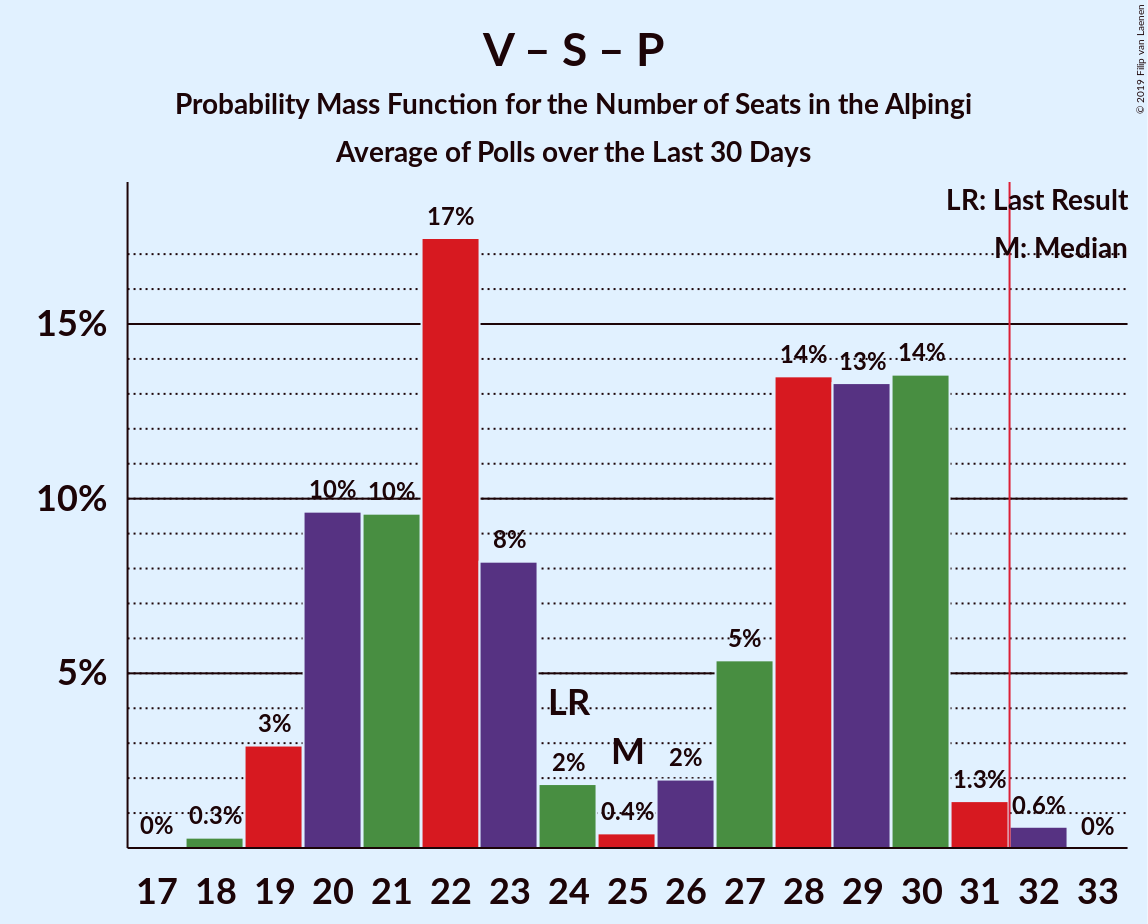 V – S – P
Probability Mass Function for the Number of Seats in the Alþingi
Average of Polls over the Last 30 Days
© 2019 Filip van Laenen
LR: Last Result
M: Median
15%
10%
5%
0%
0.3%
3%
10%
10%
17%
8%
LR
2%
M
0.4%
2%
5%
14%
13%
14%
1.3%
0.6%
0%
17 18 19 20 21 22 23 24 25 26 27 28 29 30 31 32 33